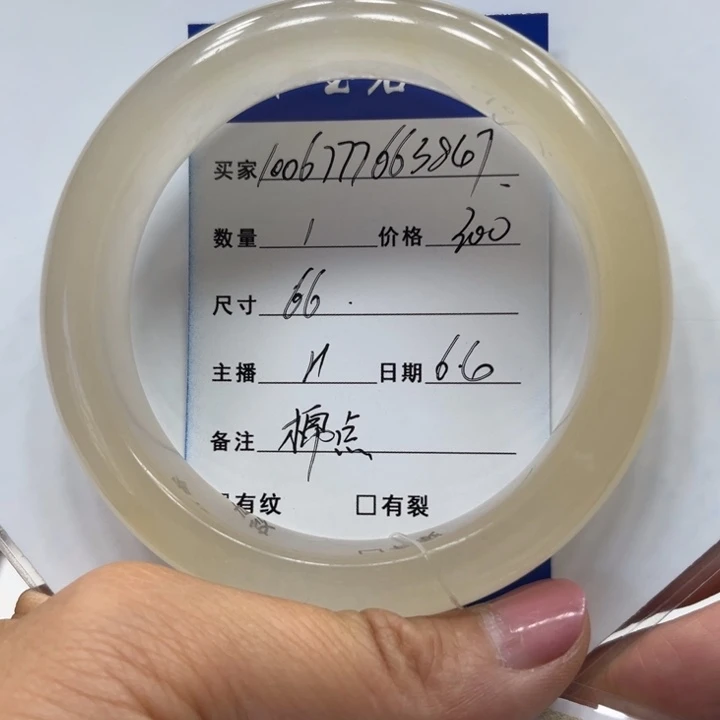 买家 1006777663867
数量 1 价格 300
尺寸 66
主播 日期 6.6
备注 棉点
有纹 □有裂